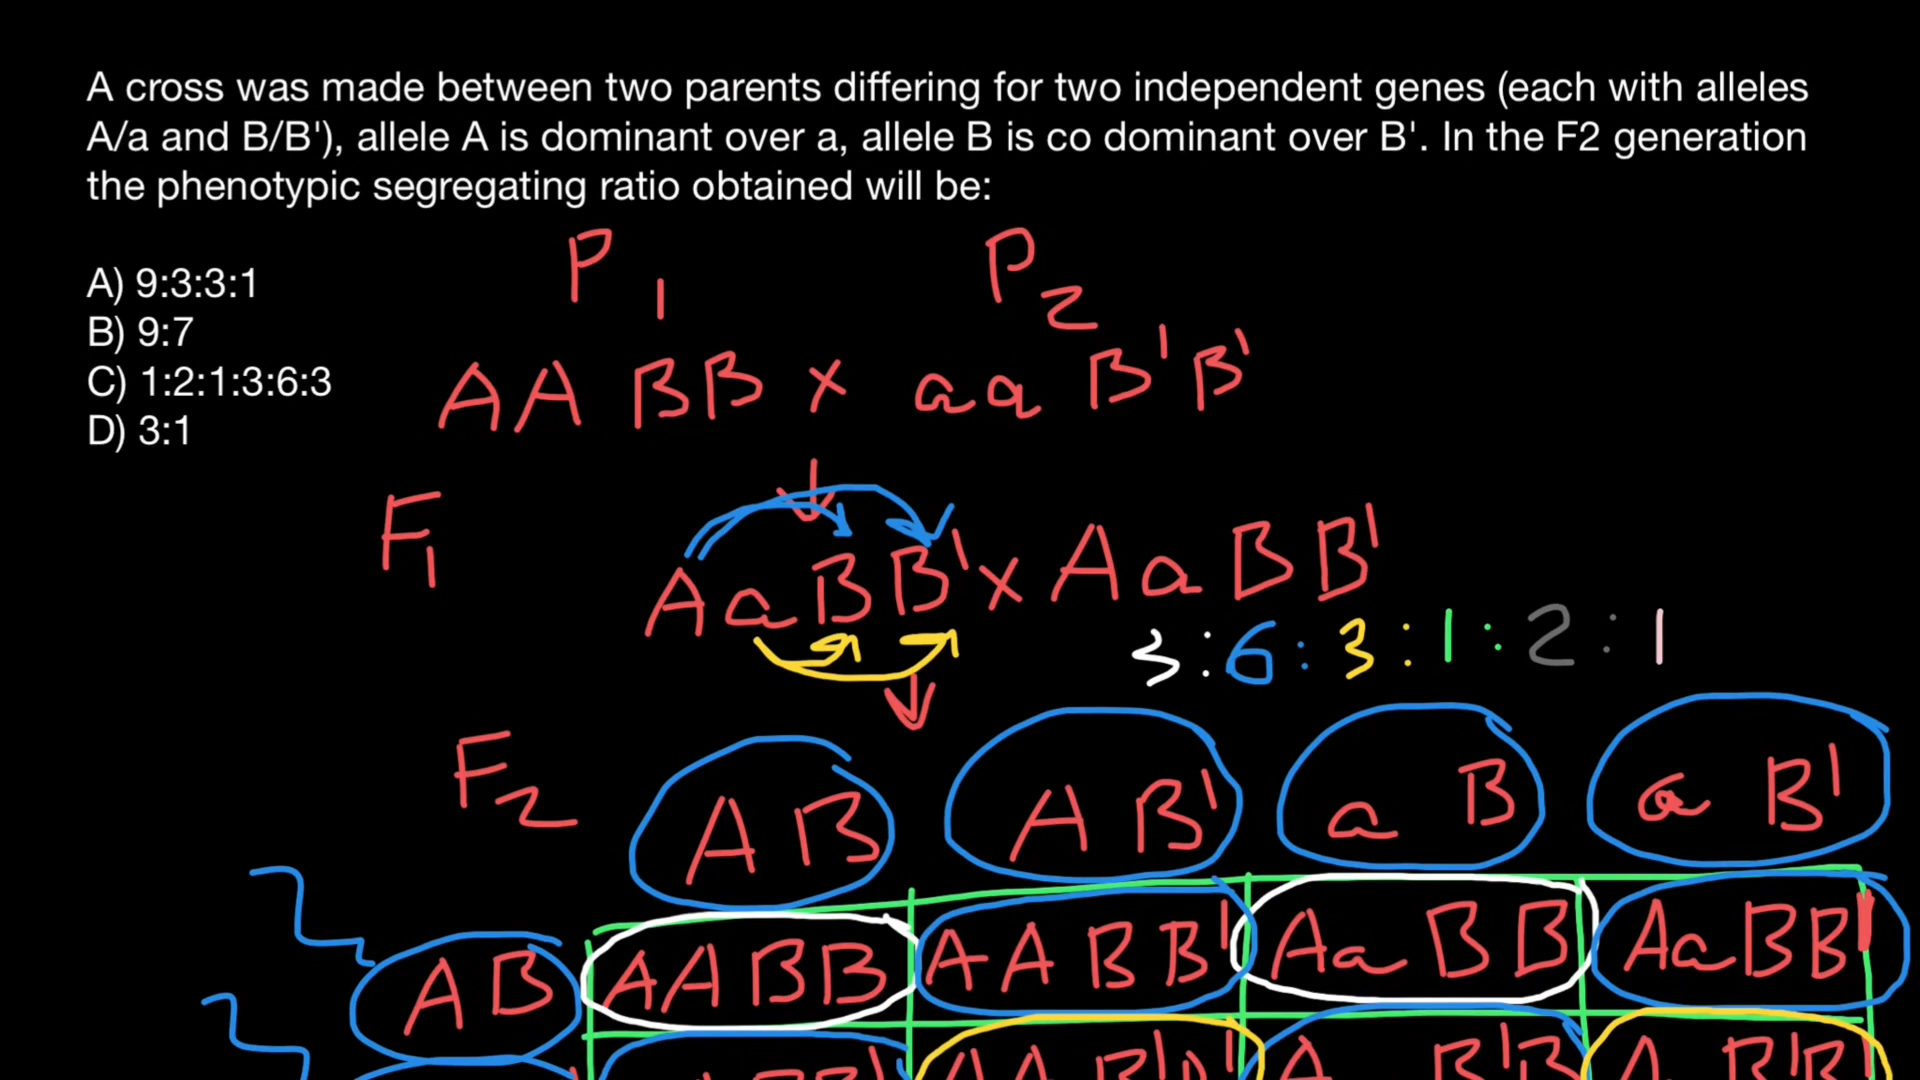 A cross was made between two parents differing for two independent genes (each with alleles
A/a and B/B'), allele A is dominant over a, allele B is co dominant over B'. In the F2 generation
the phenotypic segregating ratio obtained will be:
A) 9:3:3:1
B) 9:7
C) 1:2:1:3:6:3
D) 3:1
P1 P2
AA BB x aa B'B'
F1
AaBB' x AaBB'
3:6:3:1:2:1
F2
AB AB' aB aB'
AB AABB AABB' AaBB AaBB'